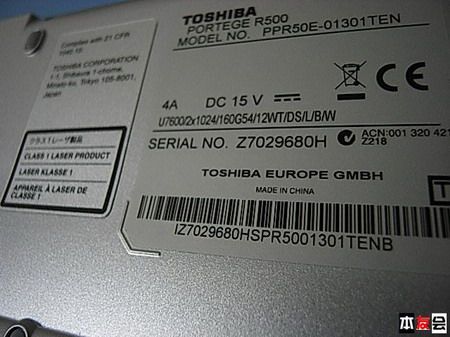 Complies with 21 CFR
1040.10
TOSHIBA CORPORATION
1-1, Shibaura 1-chome,
Minato-ku, Tokyo 105-8001,
Japan
クラス1レーザ製品
CLASS 1 LASER PRODUCT
LASER KLASSE 1
APPAREIL À LASER DE
CLASSE 1
TOSHIBA
PORTEGE R500
MODEL NO. PPR50E-01301TEN
4A DC 15 V
CE
U7600/2x1024/160G54/12WT/DS/L/B/W
SERIAL NO. Z7029680H
ACN:001 320 421
Z218
TOSHIBA EUROPE GMBH
MADE IN CHINA
IZ7029680HSPR5001301TENB
本友会